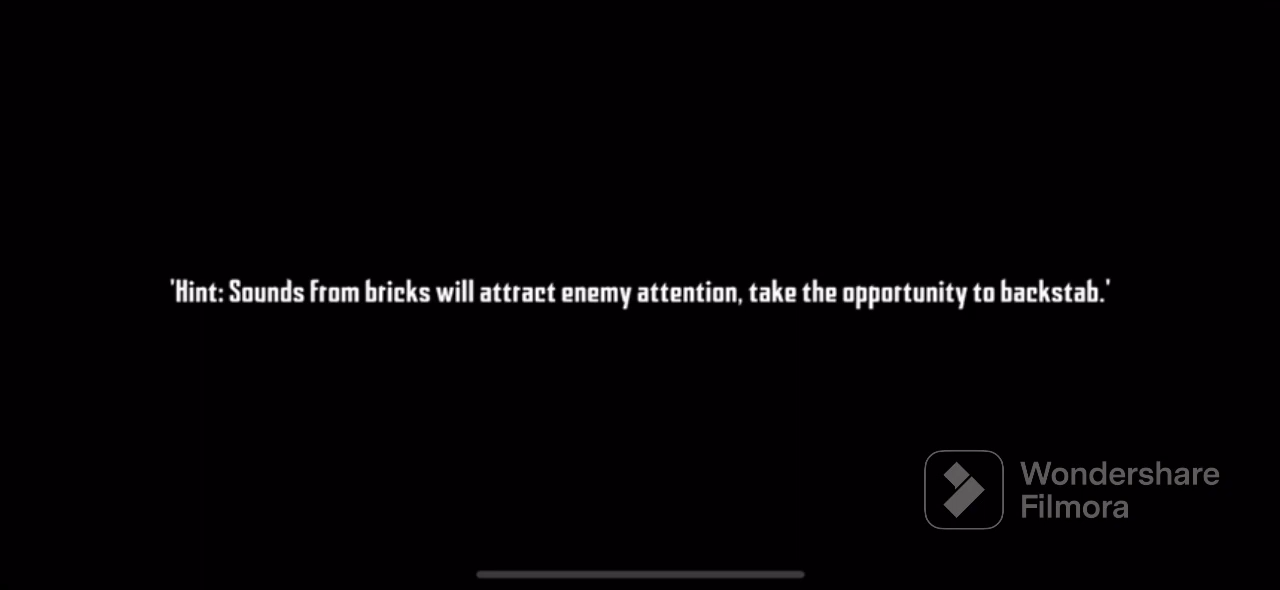 'Hint: Sounds from bricks will attract enemy attention, take the opportunity to backstab.'
Wondershare
Filmora